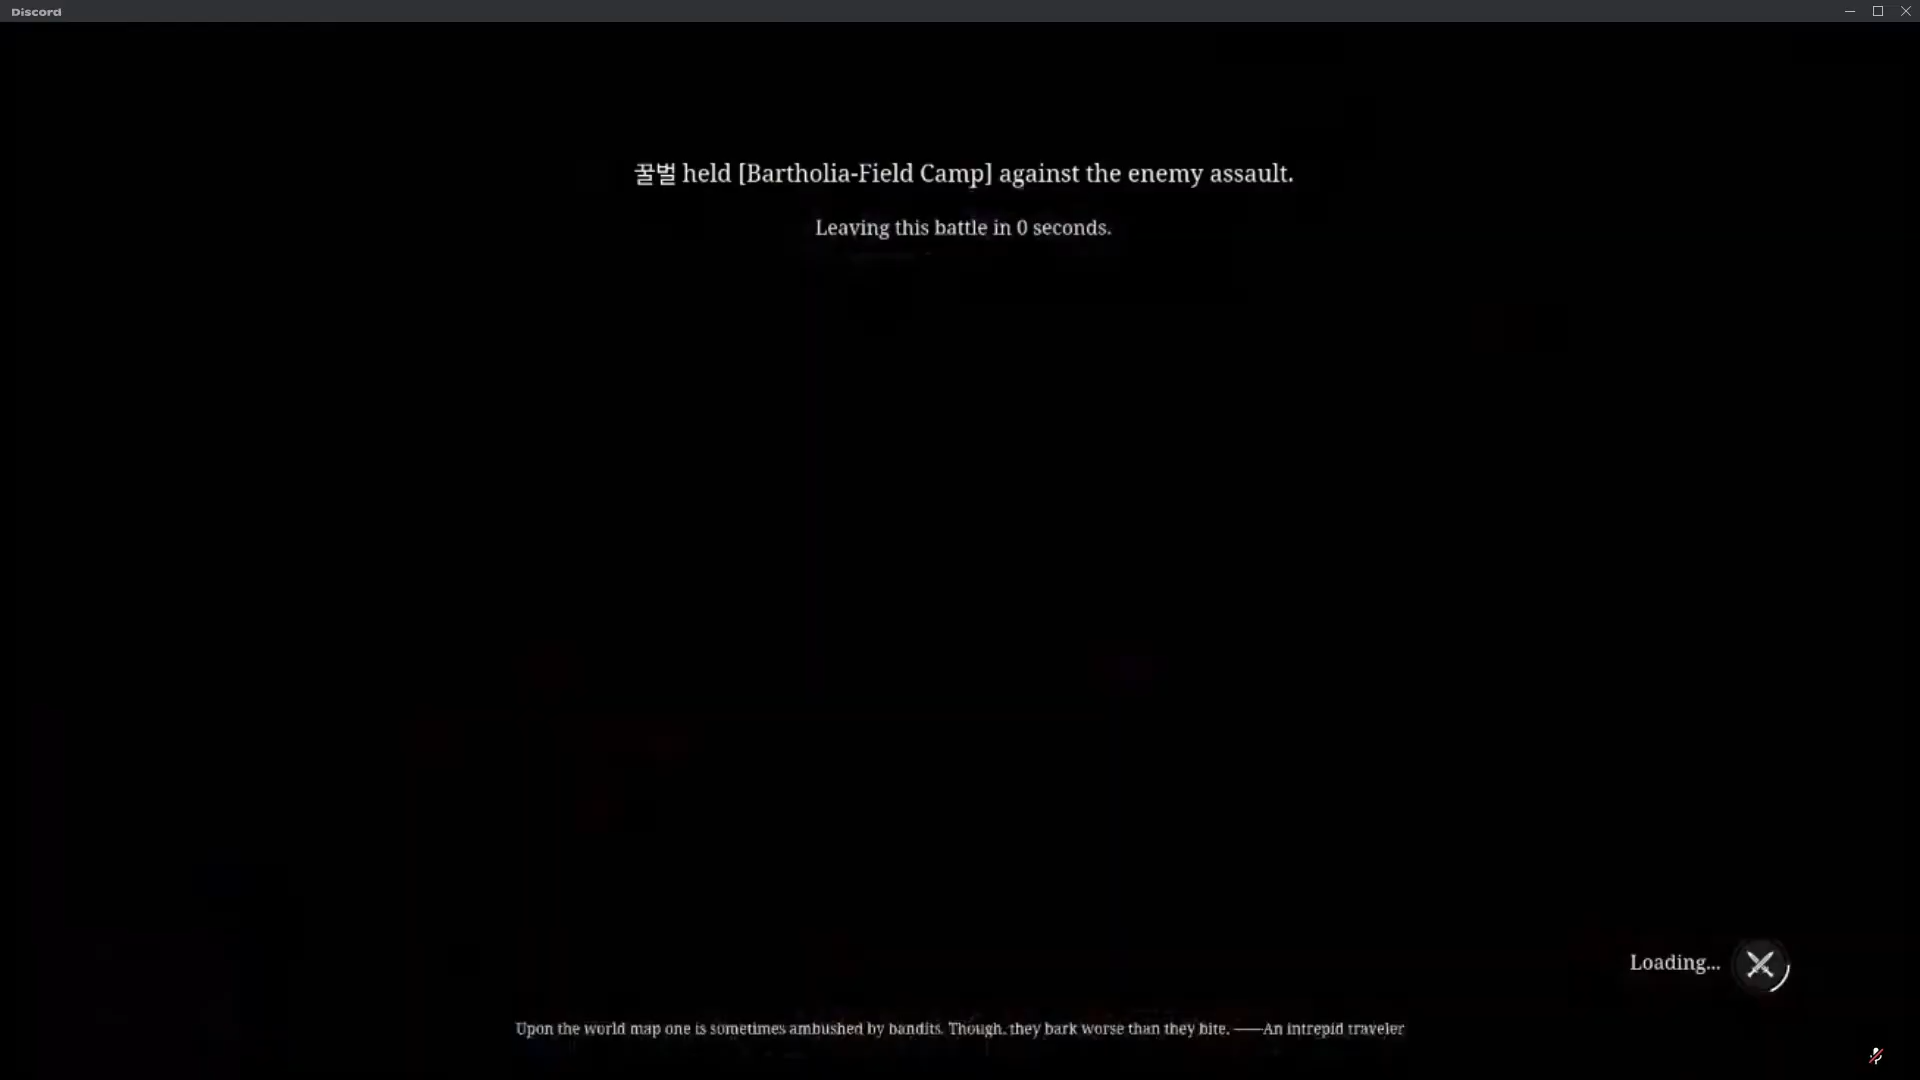 Discord
꿀벌 held [Bartholia-Field Camp] against the enemy assault.
Leaving this battle in 0 seconds.
Loading...
Upon the world map one is sometimes ambushed by bandits. Though, they bark worse than they bite. ——An intrepid traveler